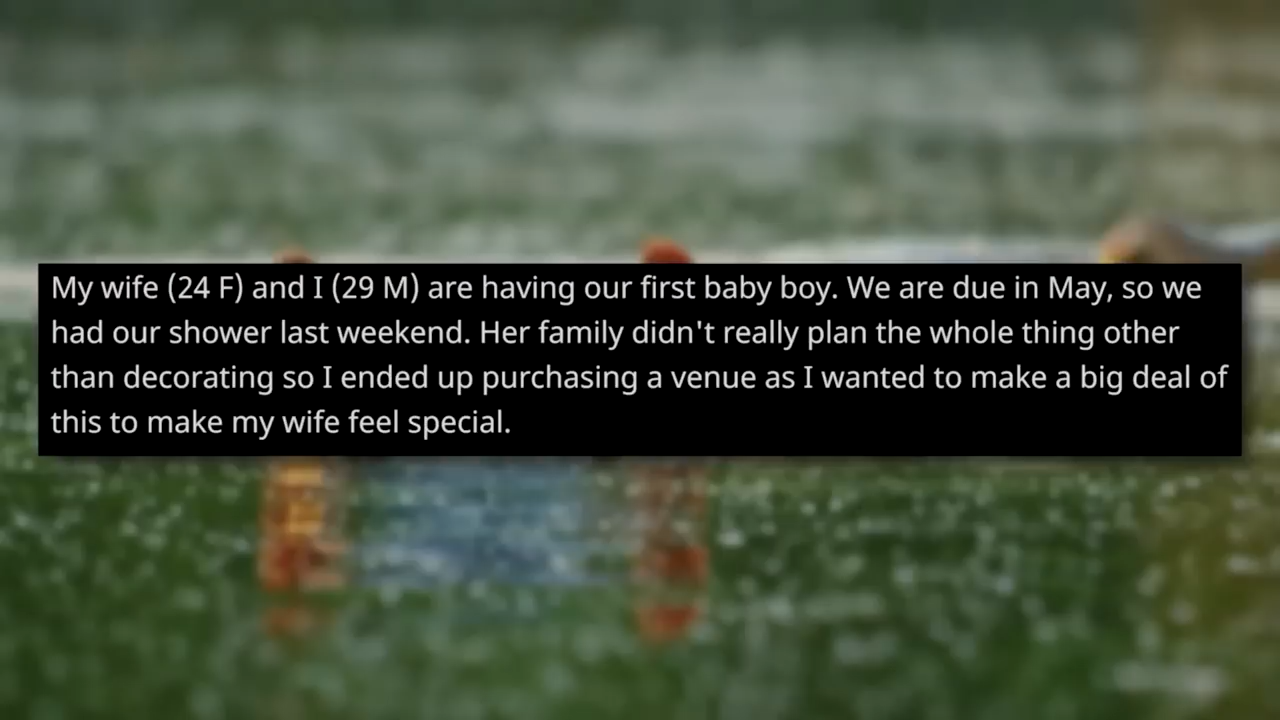 My wife (24 F) and I (29 M) are having our first baby boy. We are due in May, so we
had our shower last weekend. Her family didn't really plan the whole thing other
than decorating so I ended up purchasing a venue as I wanted to make a big deal of
this to make my wife feel special.